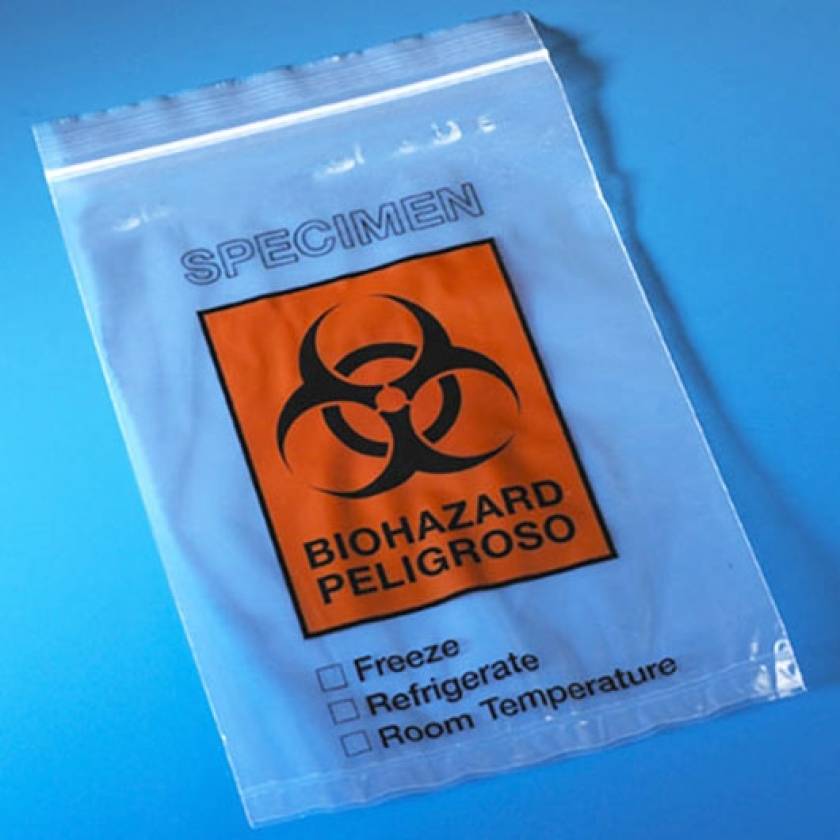 SPECIMEN
BIOHAZARD
PELIGROSO
Freeze
Refrigerate
Room Temperature